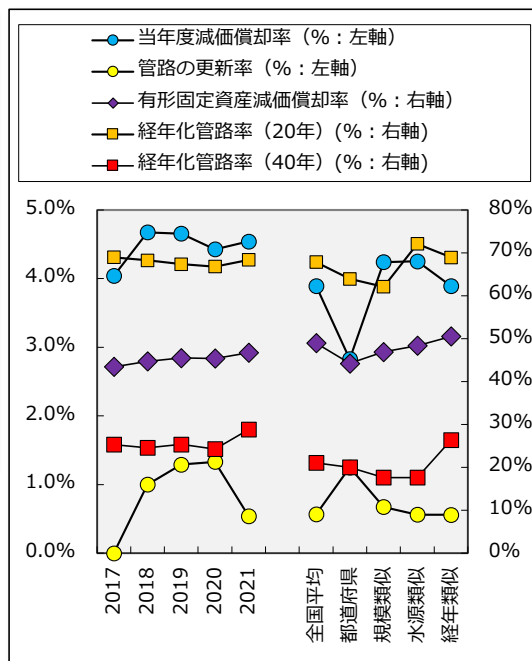 当年度減価償却率（%：左軸）
管路の更新率（%：左軸）
有形固定資産減価償却率（%：右軸）
経年化管路率（20年）(%：右軸)
経年化管路率（40年）(%：右軸)
5.0%
4.0%
3.0%
2.0%
1.0%
0.0%
80%
70%
60%
50%
40%
30%
20%
10%
0%
2017
2018
2019
2020
2021
全国平均
都道府県
規模類似
水源類似
経年類似